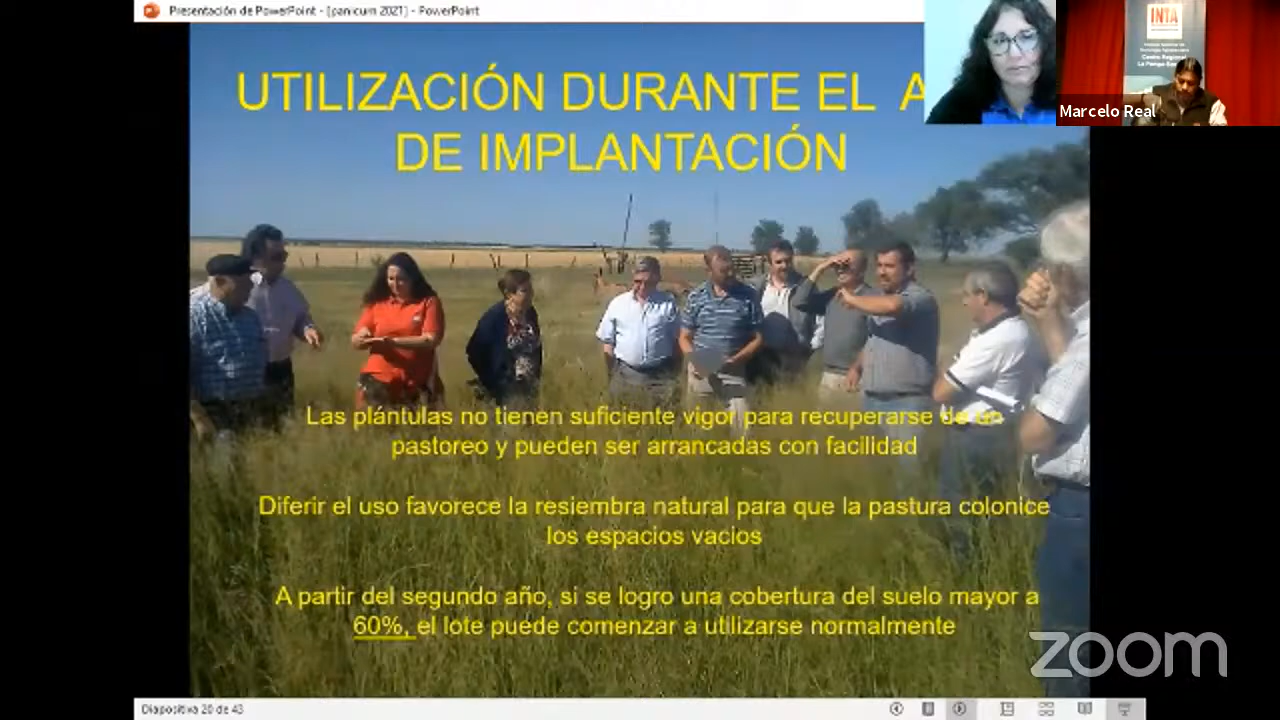 Presentación de PowerPoint - [panicum 2021] - PowerPoint
INTA
Marcelo Real
UTILIZACIÓN DURANTE EL A
DE IMPLANTACIÓN
Las plántulas no tienen suficiente vigor para recuperarse de un
pastoreo y pueden ser arrancadas con facilidad
Diferir el uso favorece la resiembra natural para que la pastura colonice
los espacios vacios
A partir del segundo año, si se logro una cobertura del suelo mayor a
60%, el lote puede comenzar a utilizarse normalmente
zoom
Diapositiva 20 de 43